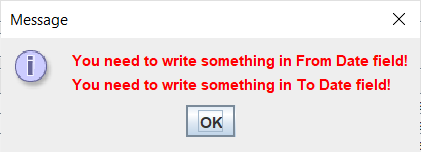 Message
You need to write something in From Date field!
You need to write something in To Date field!
OK